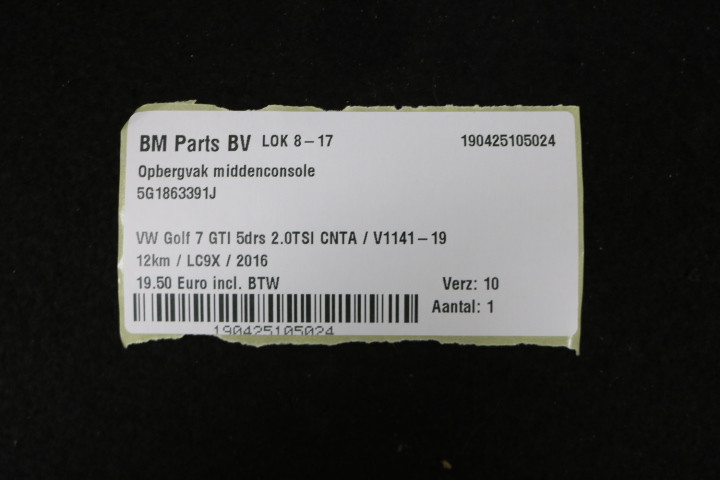 BM Parts BV LOK 8-17 190425105024
Opbergvak middenconsole
5G1863391J
VW Golf 7 GTI 5drs 2.0TSI CNTA / V1141-19
12km / LC9X / 2016
19.50 Euro incl. BTW Verz: 10
Aantal: 1
190425105024